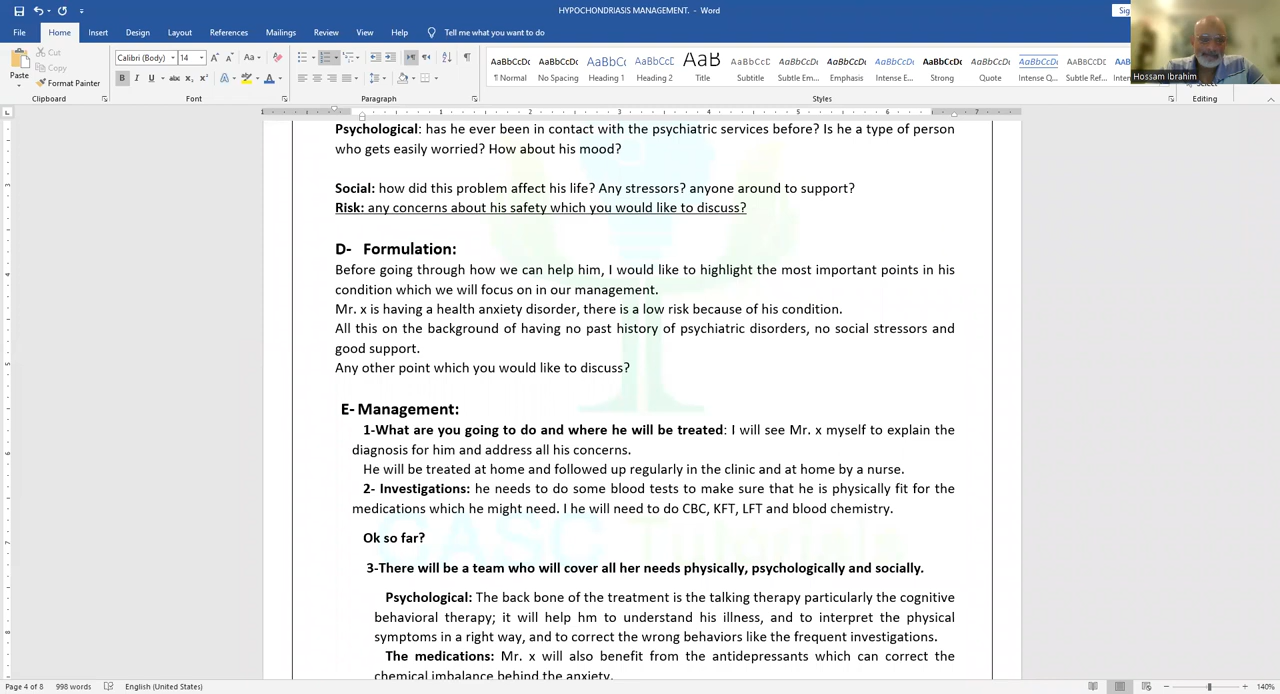 HYPOCHONDRIASIS MANAGEMENT. - Word
File Home Insert Design Layout References Mailings Review View Help Tell me what you want to do
Hossam Ibrahim
Paste
Cut
Copy
Format Painter
Calibri (Body) 14
Normal No Spacing Heading 1 Heading 2 Title Subtitle Subtle Em... Emphasis Intense E... Strong Quote Intense Q... Subtle Ref...
Clipboard Font Paragraph Styles Editing
Psychological: has he ever been in contact with the psychiatric services before? Is he a type of person
who gets easily worried? How about his mood?
Social: how did this problem affect his life? Any stressors? anyone around to support?
Risk: any concerns about his safety which you would like to discuss?
D- Formulation:
Before going through how we can help him, I would like to highlight the most important points in his
condition which we will focus on in our management.
Mr. x is having a health anxiety disorder, there is a low risk because of his condition.
All this on the background of having no past history of psychiatric disorders, no social stressors and
good support.
Any other point which you would like to discuss?
E- Management:
1-What are you going to do and where he will be treated: I will see Mr. x myself to explain the
diagnosis for him and address all his concerns.
He will be treated at home and followed up regularly in the clinic and at home by a nurse.
2- Investigations: he needs to do some blood tests to make sure that he is physically fit for the
medications which he might need. I he will need to do CBC, KFT, LFT and blood chemistry.
Ok so far?
CASC Tutorials
3-There will be a team who will cover all her needs physically, psychologically and socially.
Psychological: The back bone of the treatment is the talking therapy particularly the cognitive
behavioral therapy; it will help hm to understand his illness, and to interpret the physical
symptoms in a right way, and to correct the wrong behaviors like the frequent investigations.
The medications: Mr. x will also benefit from the antidepressants which can correct the
chemical imbalance behind the anxiety.
Page 4 of 8 998 words English (United States) 140%